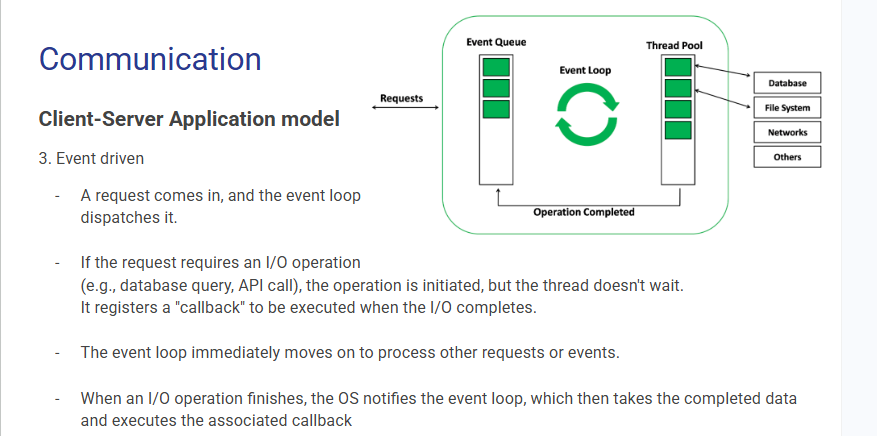 Communication
Client-Server Application model
3. Event driven
- A request comes in, and the event loop
dispatches it.
- If the request requires an I/O operation
(e.g., database query, API call), the operation is initiated, but the thread doesn't wait.
It registers a "callback" to be executed when the I/O completes.
- The event loop immediately moves on to process other requests or events.
- When an I/O operation finishes, the OS notifies the event loop, which then takes the completed data
and executes the associated callback
Requests
Event Queue
Event Loop
Thread Pool
Operation Completed
Database
File System
Networks
Others